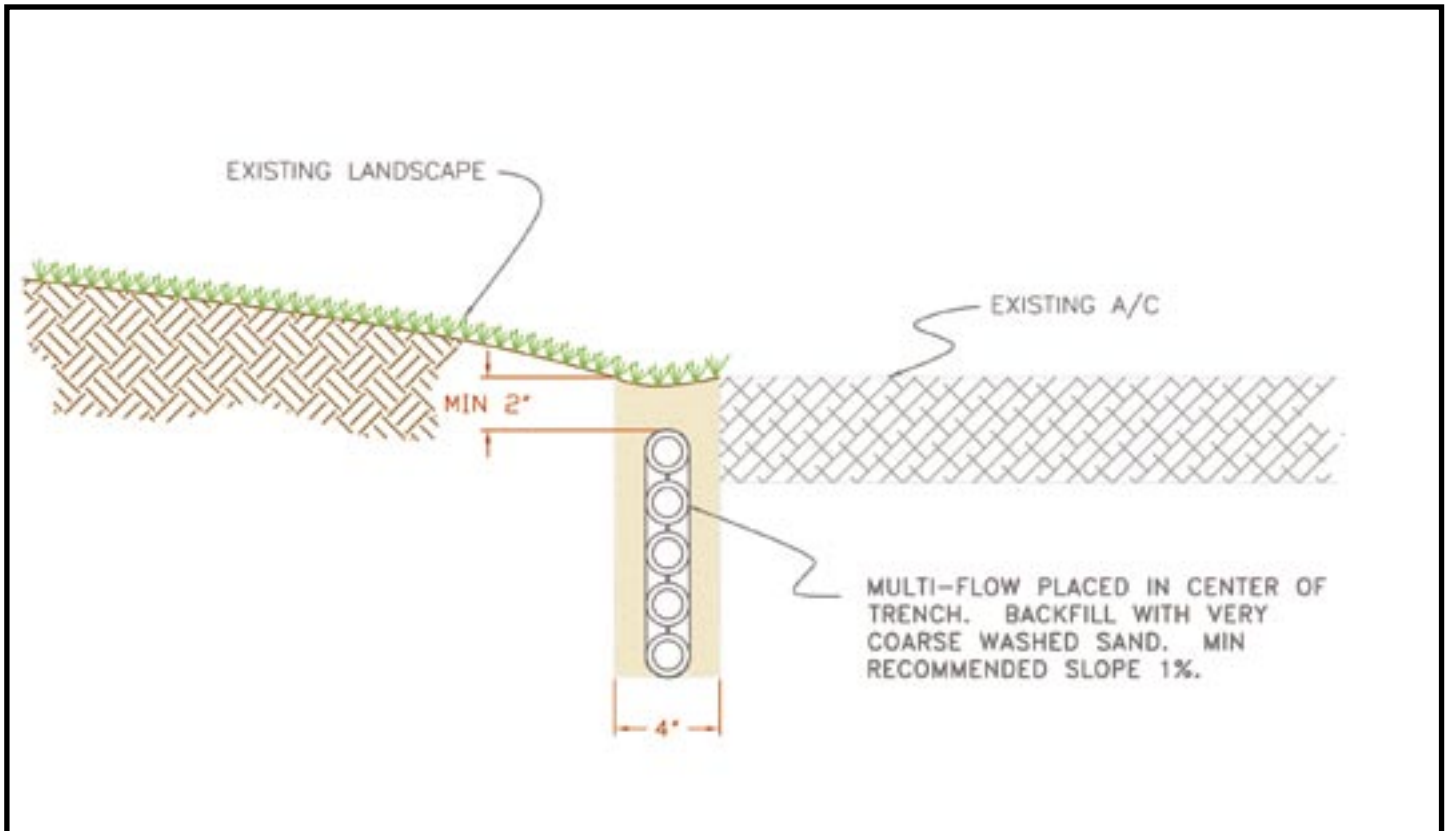 EXISTING LANDSCAPE
EXISTING A/C
MIN 2"
MULTI-FLOW PLACED IN CENTER OF
TRENCH. BACKFILL WITH VERY
COARSE WASHED SAND. MIN
RECOMMENDED SLOPE 1%.
4"